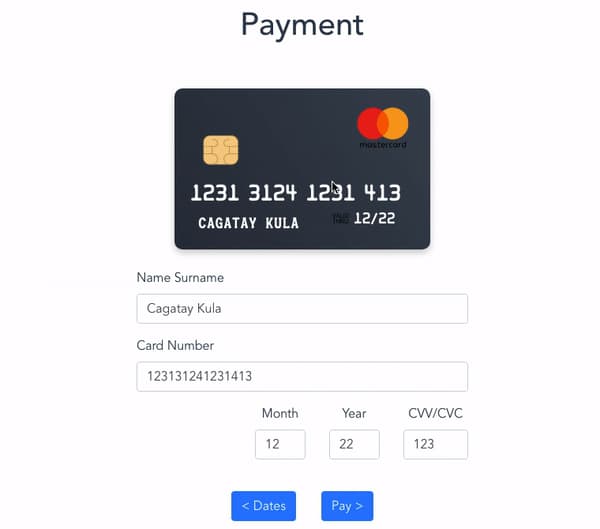 Payment
mastercard
1231 3124 1231 413
VALID THRU 12/22
CAGATAY KULA
Name Surname
Cagatay Kula
Card Number
123131241231413
Month Year CVV/CVC
12 22 123
< Dates Pay >